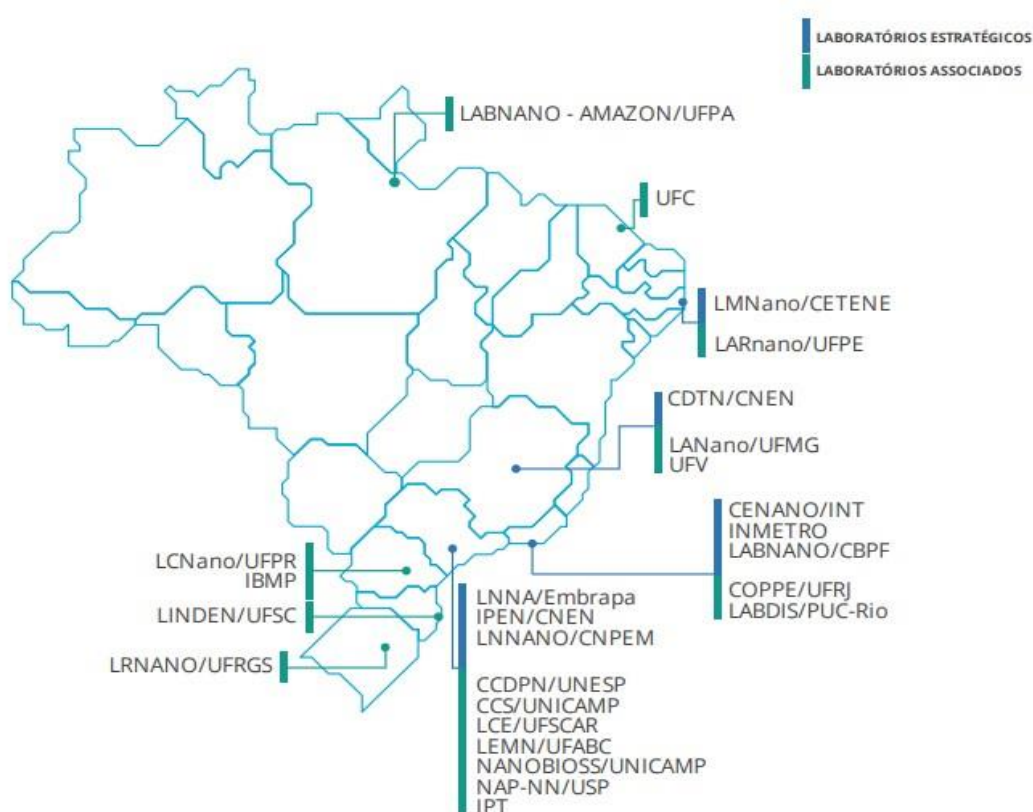 LABORATÓRIOS ESTRATÉGICOS
LABORATÓRIOS ASSOCIADOS
LABNANO - AMAZON/UFPA
UFC
LMNano/CETENE
LARnano/UFPE
CDTN/CNEN
LANano/UFMG
UFV
CENANO/INT
INMETRO
LABNANO/CBPF
COPPE/UFRJ
LABDIS/PUC-Rio
LCNano/UFPR
IBMP
LINDEN/UFSC
LRNANO/UFRGS
LNNA/Embrapa
IPEN/CNEN
LNNANO/CNPEM
CCDPN/UNESP
CCS/UNICAMP
LCE/UFSCAR
LEMN/UFABC
NANOBIOSS/UNICAMP
NAP-NN/USP
IPT